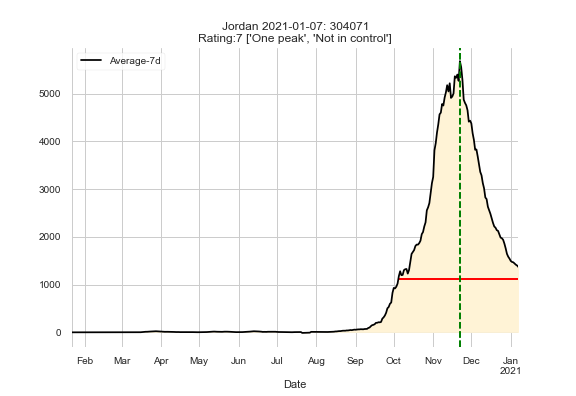 Jordan 2021-01-07: 304071
Rating:7 ['One peak', 'Not in control']
Average-7d
5000
4000
3000
2000
1000
0
Feb Mar Apr May Jun Jul Aug Sep Oct Nov Dec Jan
2021
Date